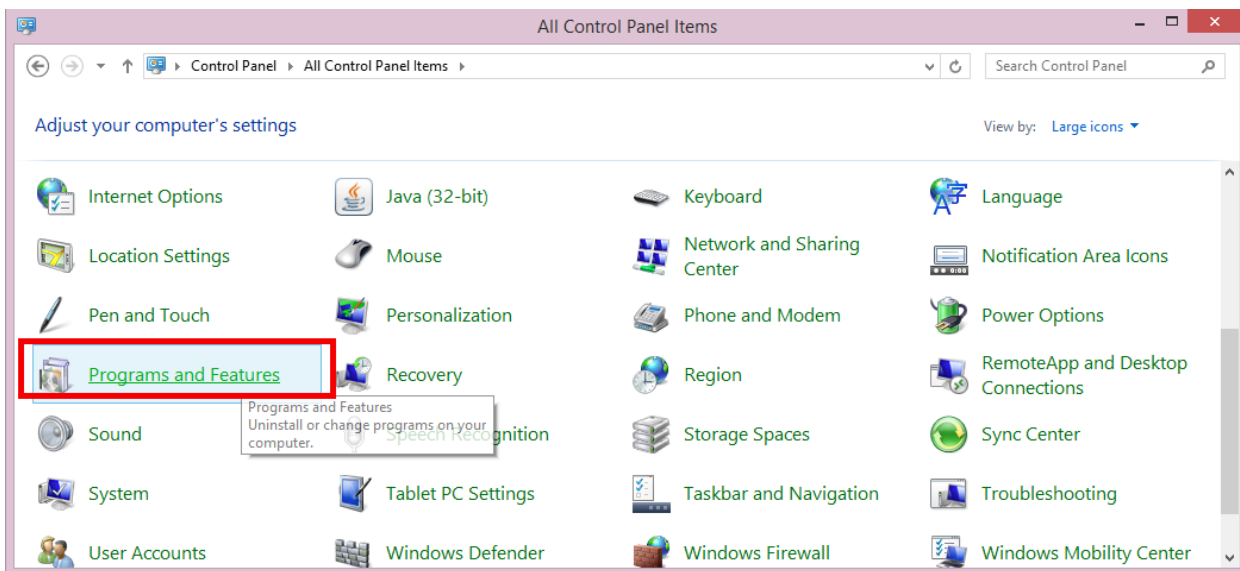 All Control Panel Items
Control Panel All Control Panel Items Search Control Panel
Adjust your computer's settings View by: Large icons
Internet Options Java (32-bit) Keyboard Language
Location Settings Mouse Network and Sharing Center Notification Area Icons
Pen and Touch Personalization Phone and Modem Power Options
Programs and Features Recovery Region RemoteApp and Desktop Connections
Programs and Features
Uninstall or change programs on your
computer.
Sound Speech Recognition Storage Spaces Sync Center
System Tablet PC Settings Taskbar and Navigation Troubleshooting
User Accounts Windows Defender Windows Firewall Windows Mobility Center